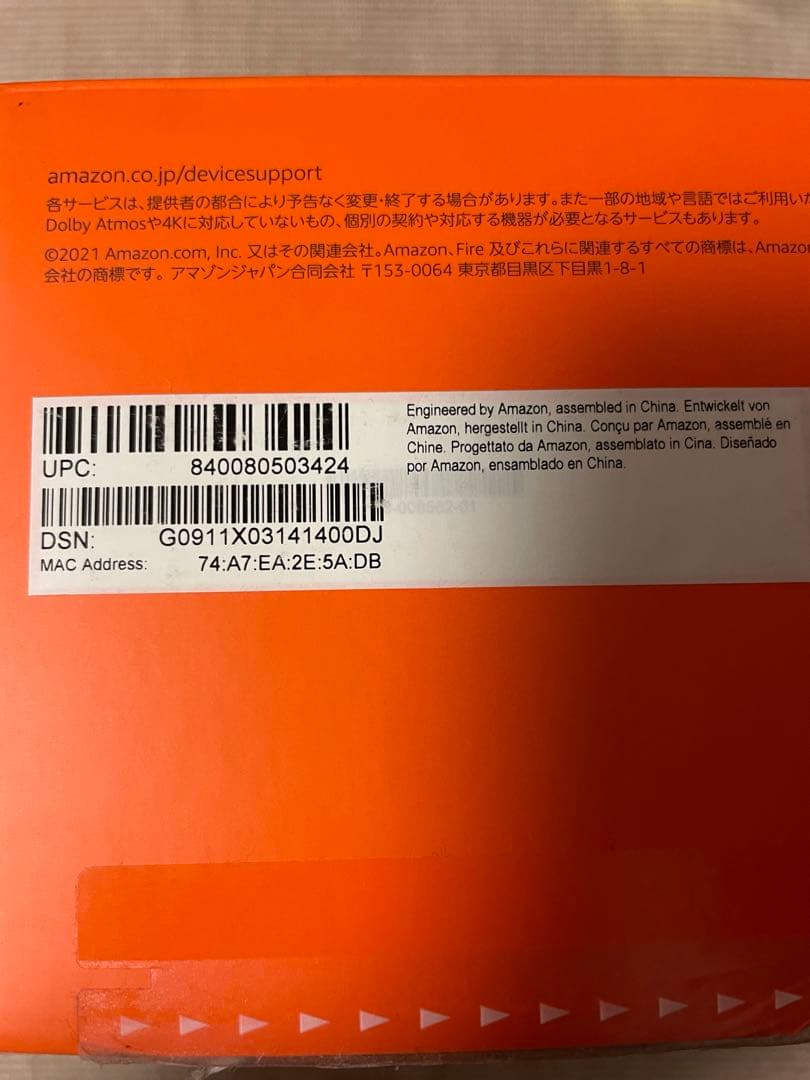 amazon.co.jp/devicesupport
各サービスは、提供者の都合により予告なく変更・終了する場合があります。また一部の地域や言語ではご利用いた
Dolby Atmosや4Kに対応していないもの、個別の契約や対応する機器が必要となるサービスもあります。
©2021 Amazon.com, Inc. 又はその関連会社。Amazon、Fire 及びこれらに関連するすべての商標は、Amazo
会社の商標です。 アマゾンジャパン合同会社 〒153-0064 東京都目黒区下目黒1-8-1
UPC: 840080503424
DSN: G0911X03141400DJ
MAC Address: 74:A7:EA:2E:5A:DB
Engineered by Amazon, assembled in China. Entwickelt von
Amazon, hergestellt in China. Conçu par Amazon, assemblé en
Chine. Progettato da Amazon, assemblato in Cina. Diseñado
por Amazon, ensamblado en China.